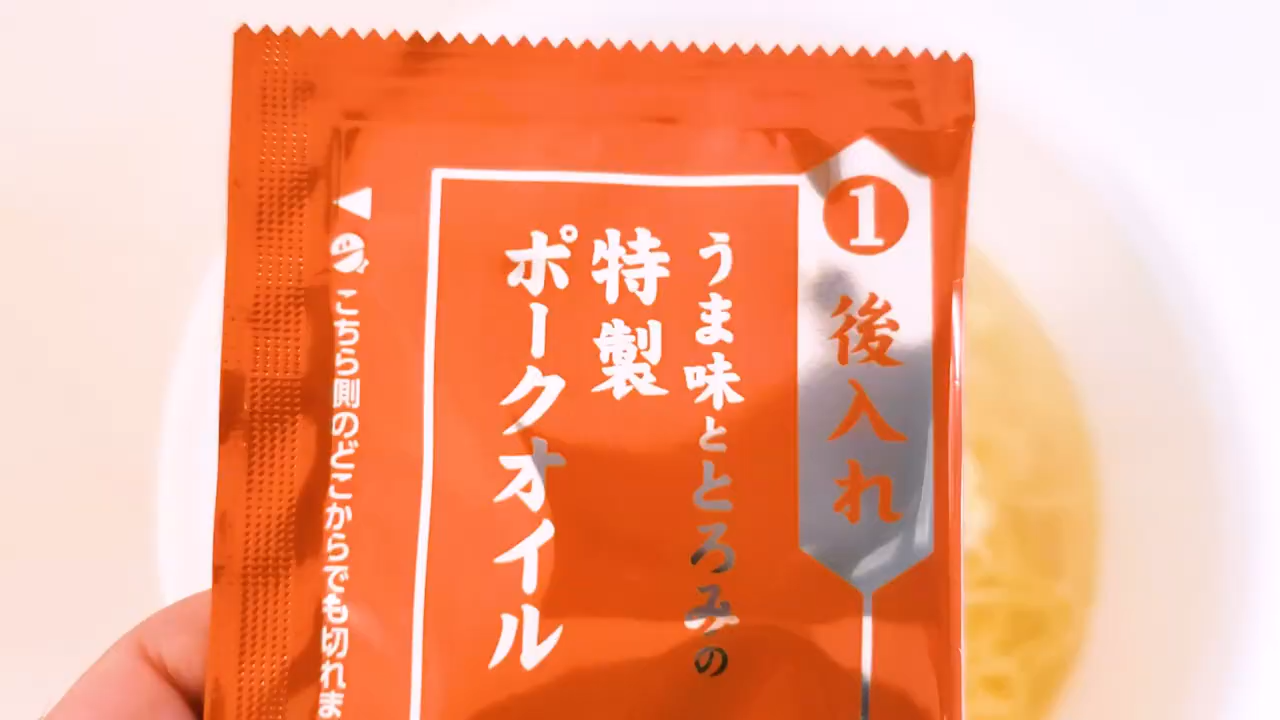 1
後入れ
うま味ととろみの
特製
ポークオイル
こちら側のどこからでも切れま